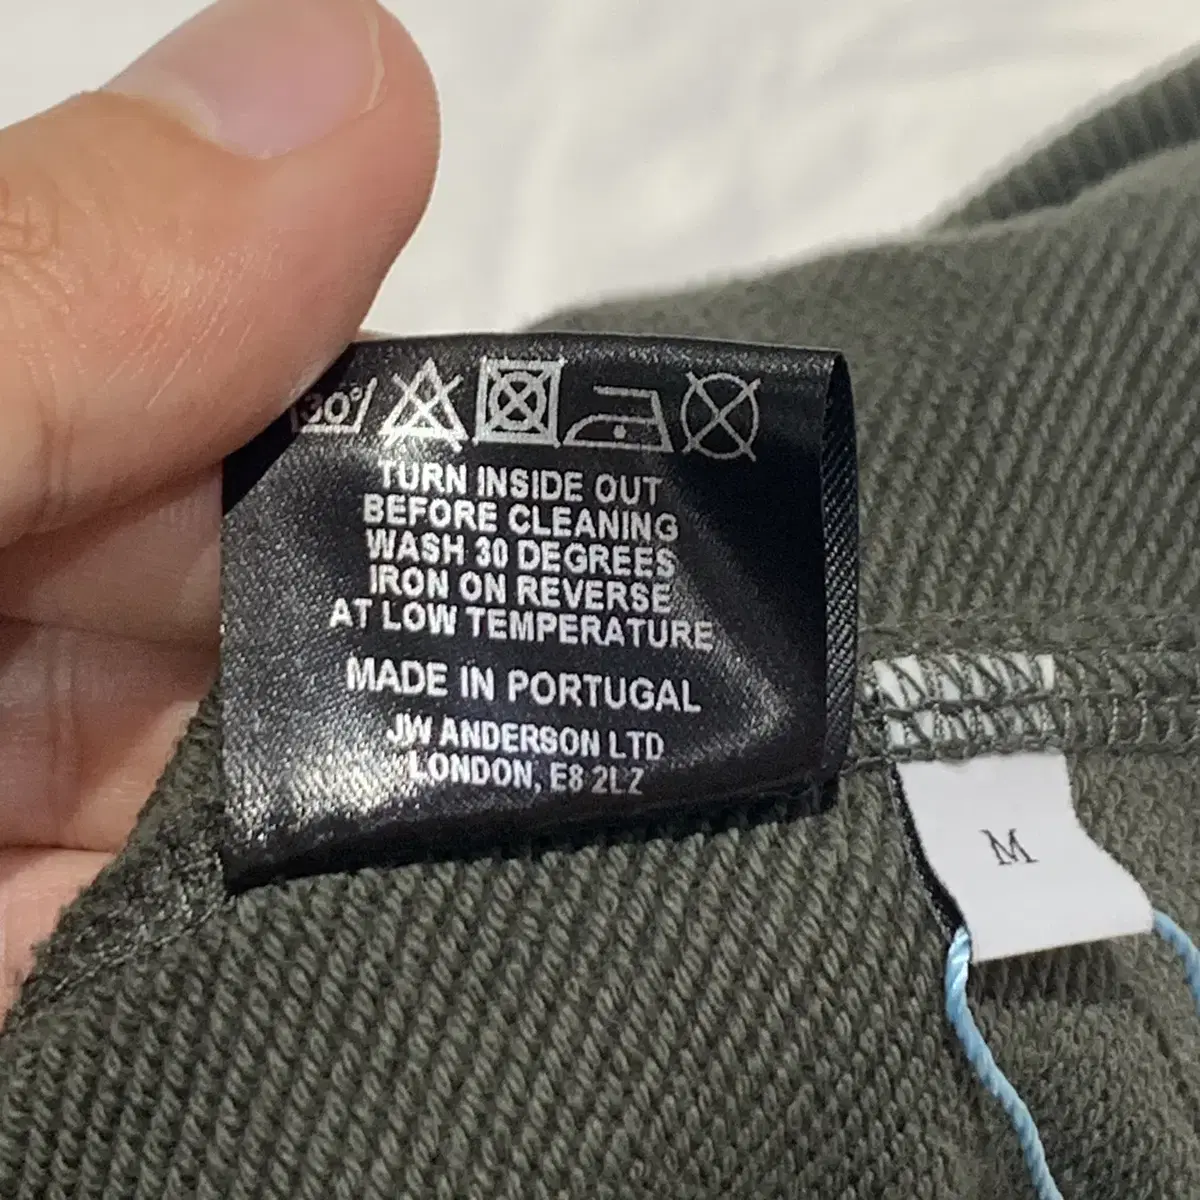 30°
TURN INSIDE OUT
BEFORE CLEANING
WASH 30 DEGREES
IRON ON REVERSE
AT LOW TEMPERATURE
MADE IN PORTUGAL
JW ANDERSON LTD
LONDON, E8 2LZ
M